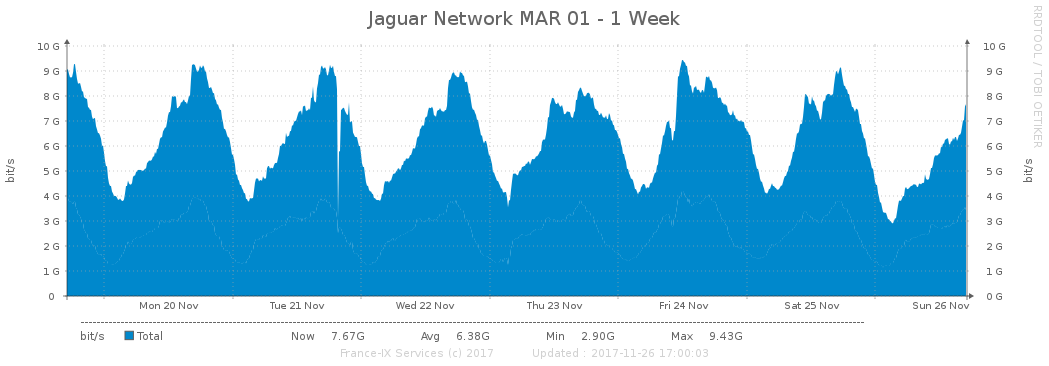 Jaguar Network MAR 01 - 1 Week
RRDTOOL / TOBI OETIKER
bit/s
10 G 10 G
9 G 9 G
8 G 8 G
7 G 7 G
6 G 6 G
5 G 5 G
4 G 4 G
3 G 3 G
2 G 2 G
1 G 1 G
0 0 G
bit/s
Mon 20 Nov Tue 21 Nov Wed 22 Nov Thu 23 Nov Fri 24 Nov Sat 25 Nov Sun 26 Nov
bit/s Total Now 7.67G Avg 6.38G Min 2.90G Max 9.43G
France-IX Services (c) 2017 Updated : 2017-11-26 17:00:03